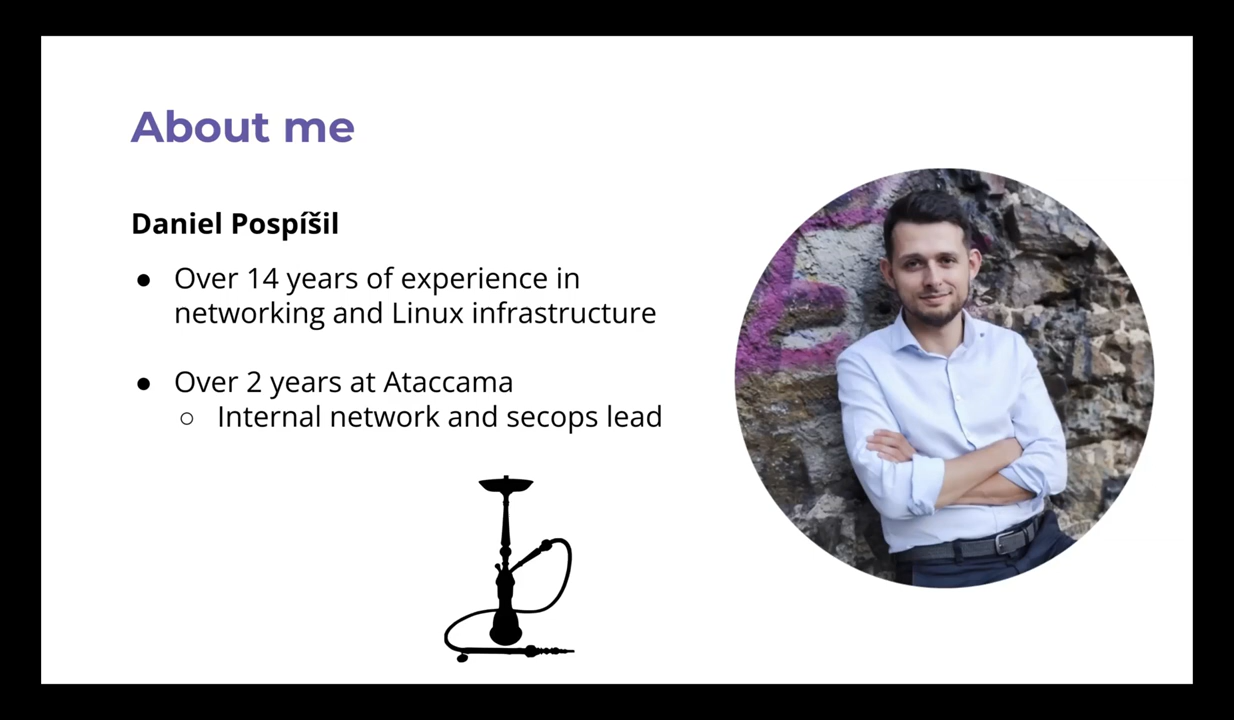 About me
Daniel Pospíšil
● Over 14 years of experience in
networking and Linux infrastructure
● Over 2 years at Ataccama
○ Internal network and secops lead